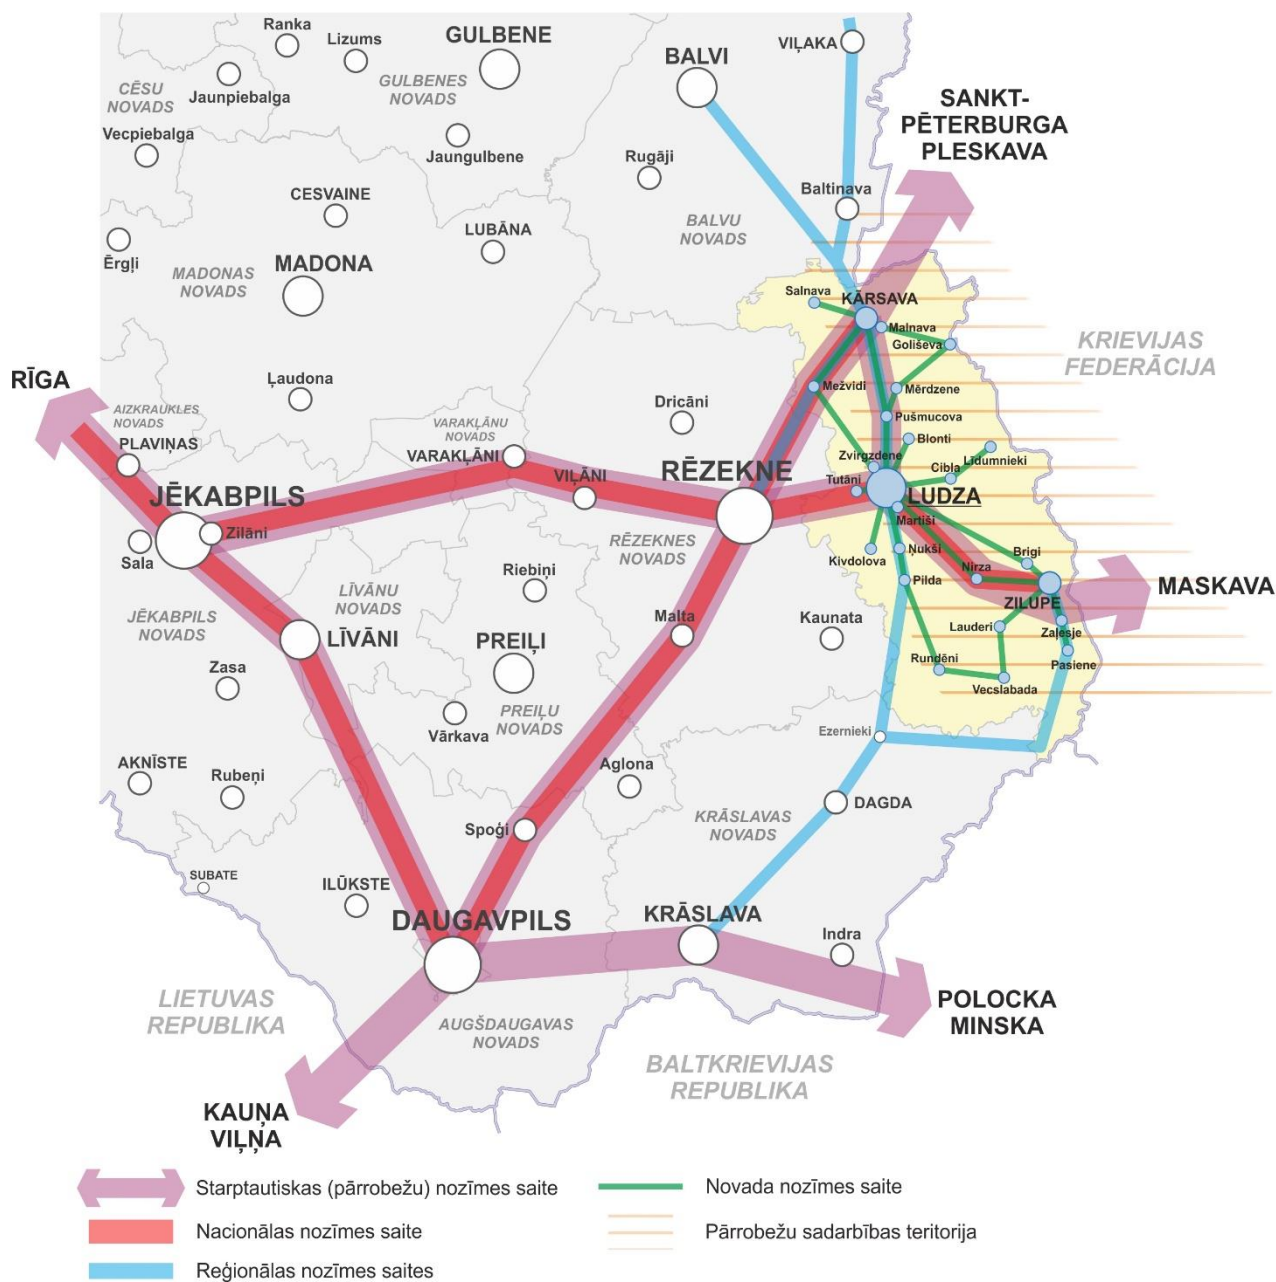 Ranka
Lizums
GULBENE
BALVI
VIĻAKA
CĒSU
NOVADS
Jaunpiebalga
GULBENES
NOVADS
SANKT-
PĒTERBURGA
PLESKAVA
Vecpiebalga
Jaungulbene
Rugāji
CESVAINE
Baltinava
LUBĀNA
BALVU
NOVADS
Ērgļi
MADONAS
NOVADS
MADONA
Salnava
KĀRSAVA
Malnava
Goliševa
KRIEVIJAS
FEDERĀCIJA
RĪGA
Ļaudona
Mežvidi
Mērdzene
AIZKRAUKLES
NOVADS
Dricāni
PLAVIŅAS
VARAKĻĀNU
NOVADS
Pušmucova
VARAKĻĀNI
Blonti
Zvirgzdene
Cibla
Līdumnieki
RĒZEKNE
VIĻĀNI
Tutāni
JĒKABPILS
LUDZA
Martiši
Zilāni
Sala
RĒZEKNES
NOVADS
Ņukši
Kivdolova
Brigi
Nirza
Pilda
MASKAVA
Riebiņi
LĪVĀNU
NOVADS
ZILUPE
JĒKABPILS
NOVADS
LĪVĀNI
PREIĻI
Malta
Kaunata
Lauderi
Zaļesje
Zasa
Rundēni
Pasiene
Vecslabada
PREIĻU
NOVADS
Vārkava
Ezernieki
AKNĪSTE
Rubeņi
Aglona
DAGDA
Spoģi
KRĀSLAVAS
NOVADS
SUBATE
ILŪKSTE
DAUGAVPILS
KRĀSLAVA
Indra
LIETUVAS
REPUBLIKA
POLOCKA
MINSKA
AUGŠDAUGAVAS
NOVADS
BALTKRIEVIJAS
REPUBLIKA
KAUŅA
VIĻŅA
Starptautiskas (pārrobežu) nozīmes saite
Novada nozīmes saite
Nacionālas nozīmes saite
Pārrobežu sadarbības teritorija
Reģionālas nozīmes saites